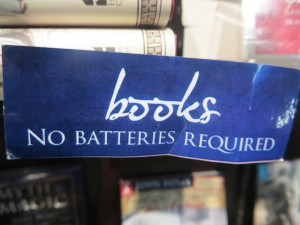 books
NO BATTERIES REQUIRED